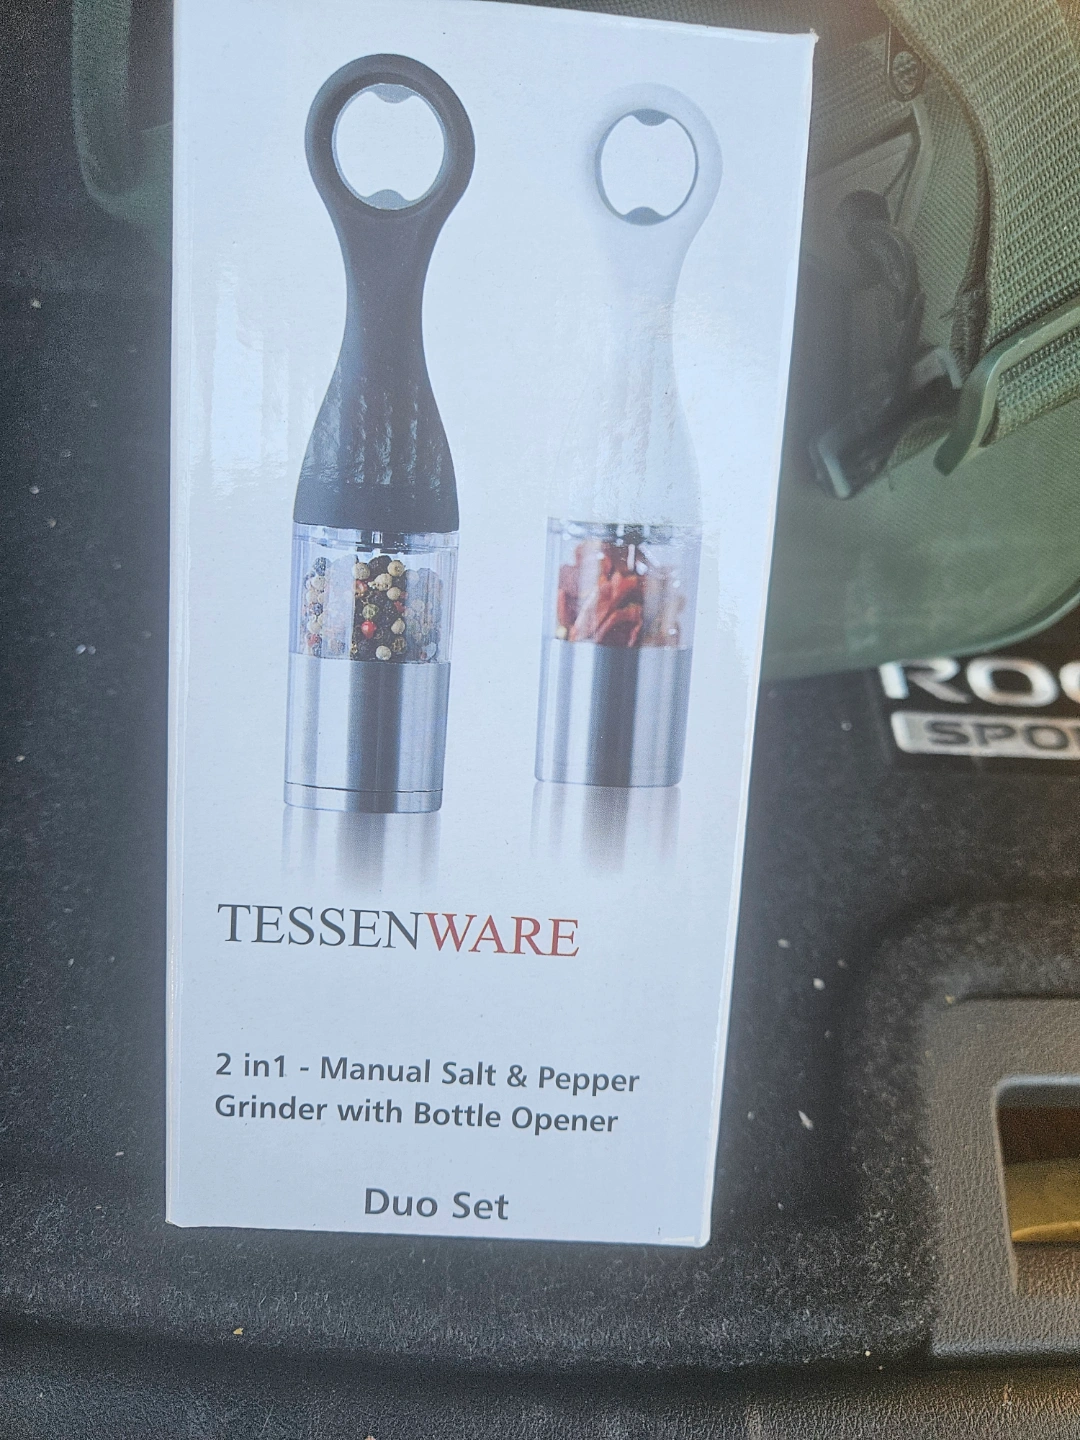 TESSENWARE
2 in1 - Manual Salt & Pepper
Grinder with Bottle Opener
Duo Set